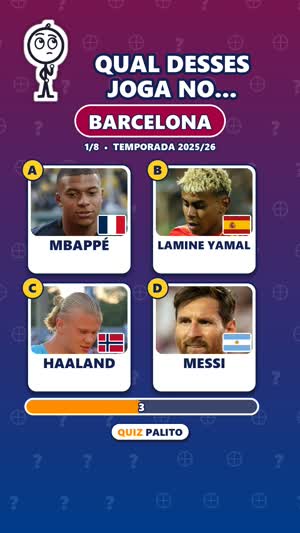 QUAL DESSES
JOGA NO...
BARCELONA
1/8 • TEMPORADA 2025/26
A
B
MBAPPÉ
LAMINE YAMAL
C
D
HAALAND
MESSI
3
QUIZ PALITO